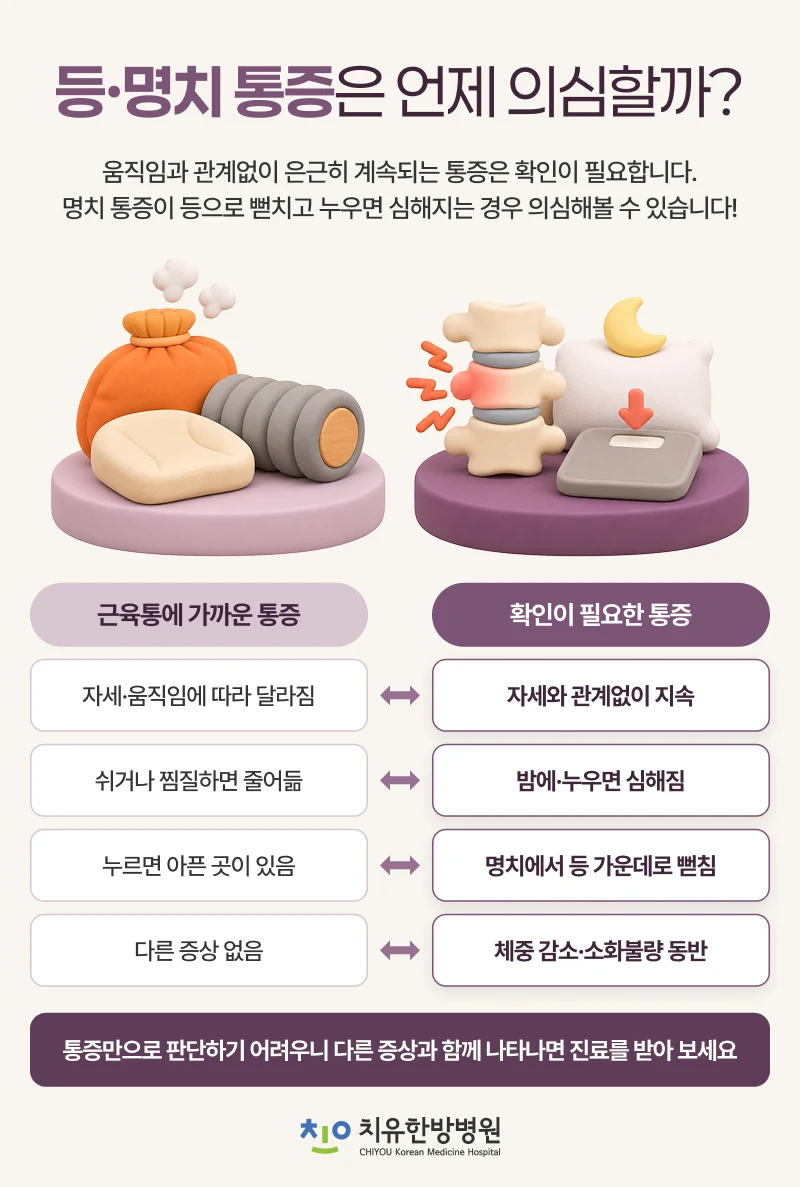 등·명치 통증은 언제 의심할까?
움직임과 관계없이 은근히 계속되는 통증은 확인이 필요합니다.
명치 통증이 등으로 뻗치고 누우면 심해지는 경우 의심해볼 수 있습니다!
근육통에 가까운 통증
확인이 필요한 통증
자세·움직임에 따라 달라짐
자세와 관계없이 지속
쉬거나 찜질하면 줄어듦
밤에·누우면 심해짐
누르면 아픈 곳이 있음
명치에서 등 가운데로 뻗침
다른 증상 없음
체중 감소·소화불량 동반
통증만으로 판단하기 어려우니 다른 증상과 함께 나타나면 진료를 받아 보세요
치유한방병원
CHIYOU Korean Medicine Hospital